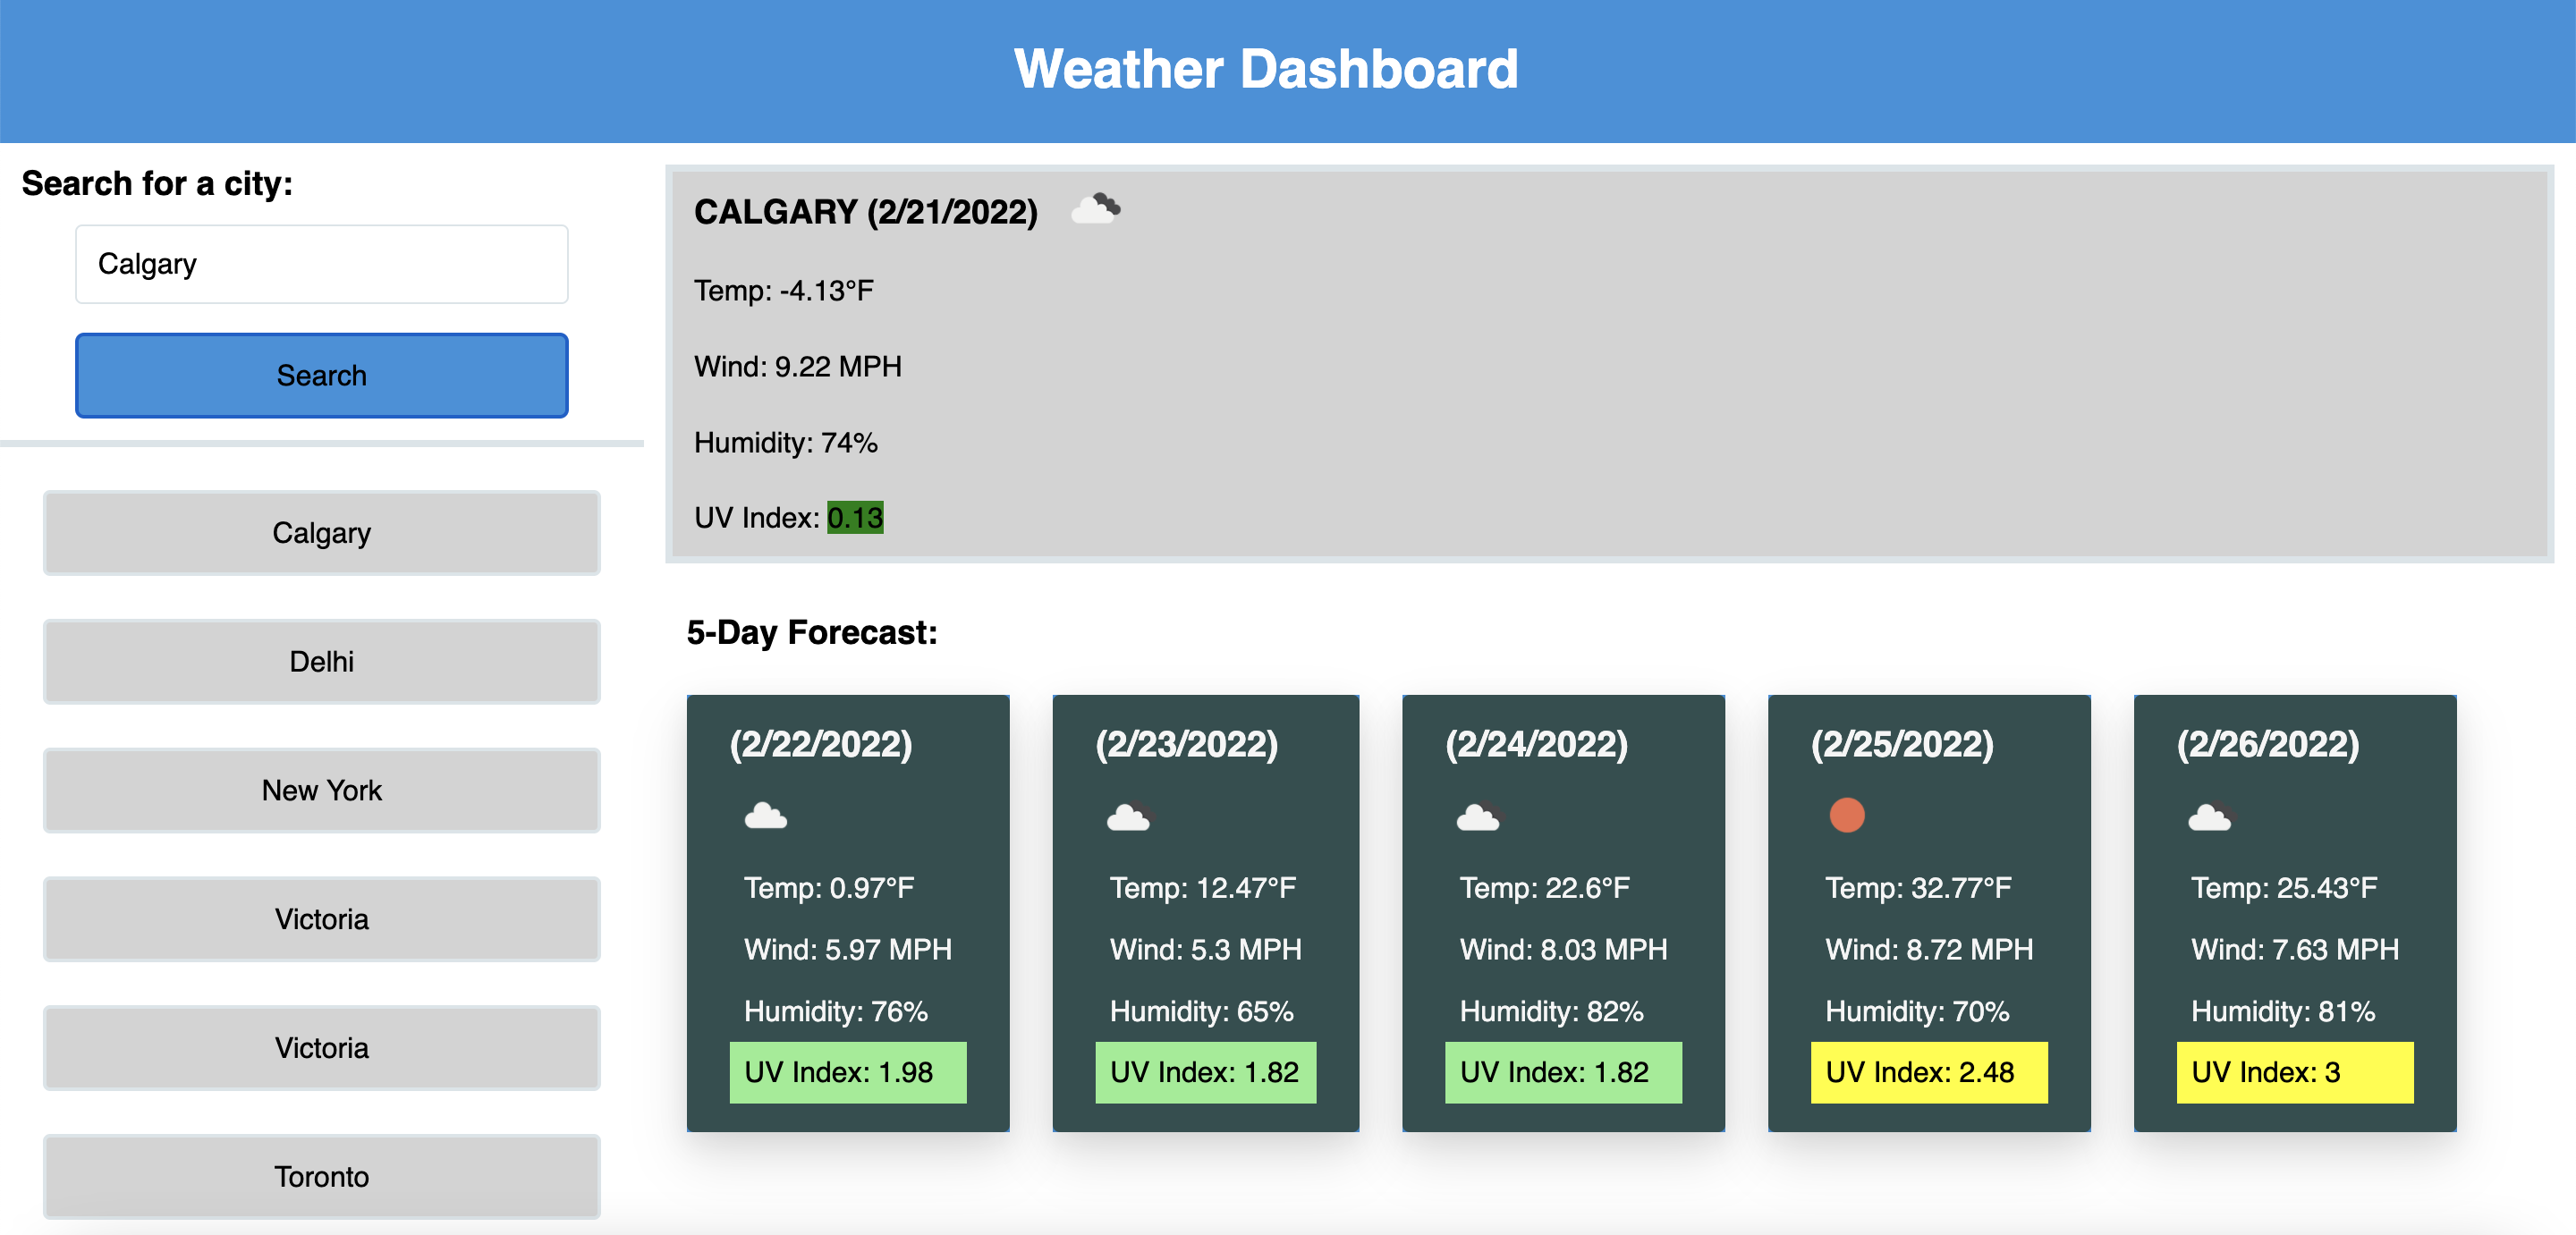 Weather Dashboard
Search for a city:
Calgary
Search
Calgary
Delhi
New York
Victoria
Victoria
Toronto
CALGARY (2/21/2022)
Temp: -4.13°F
Wind: 9.22 MPH
Humidity: 74%
UV Index: 0.13
5-Day Forecast:
(2/22/2022)
Temp: 0.97°F
Wind: 5.97 MPH
Humidity: 76%
UV Index: 1.98
(2/23/2022)
Temp: 12.47°F
Wind: 5.3 MPH
Humidity: 65%
UV Index: 1.82
(2/24/2022)
Temp: 22.6°F
Wind: 8.03 MPH
Humidity: 82%
UV Index: 1.82
(2/25/2022)
Temp: 32.77°F
Wind: 8.72 MPH
Humidity: 70%
UV Index: 2.48
(2/26/2022)
Temp: 25.43°F
Wind: 7.63 MPH
Humidity: 81%
UV Index: 3